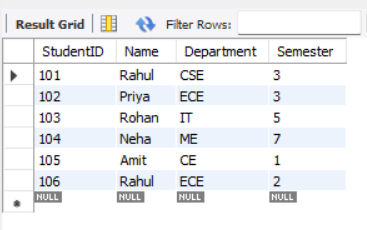 Result Grid Filter Rows:
StudentID Name Department Semester
101 Rahul CSE 3
102 Priya ECE 3
103 Rohan IT 5
104 Neha ME 7
105 Amit CE 1
106 Rahul ECE 2
NULL NULL NULL NULL